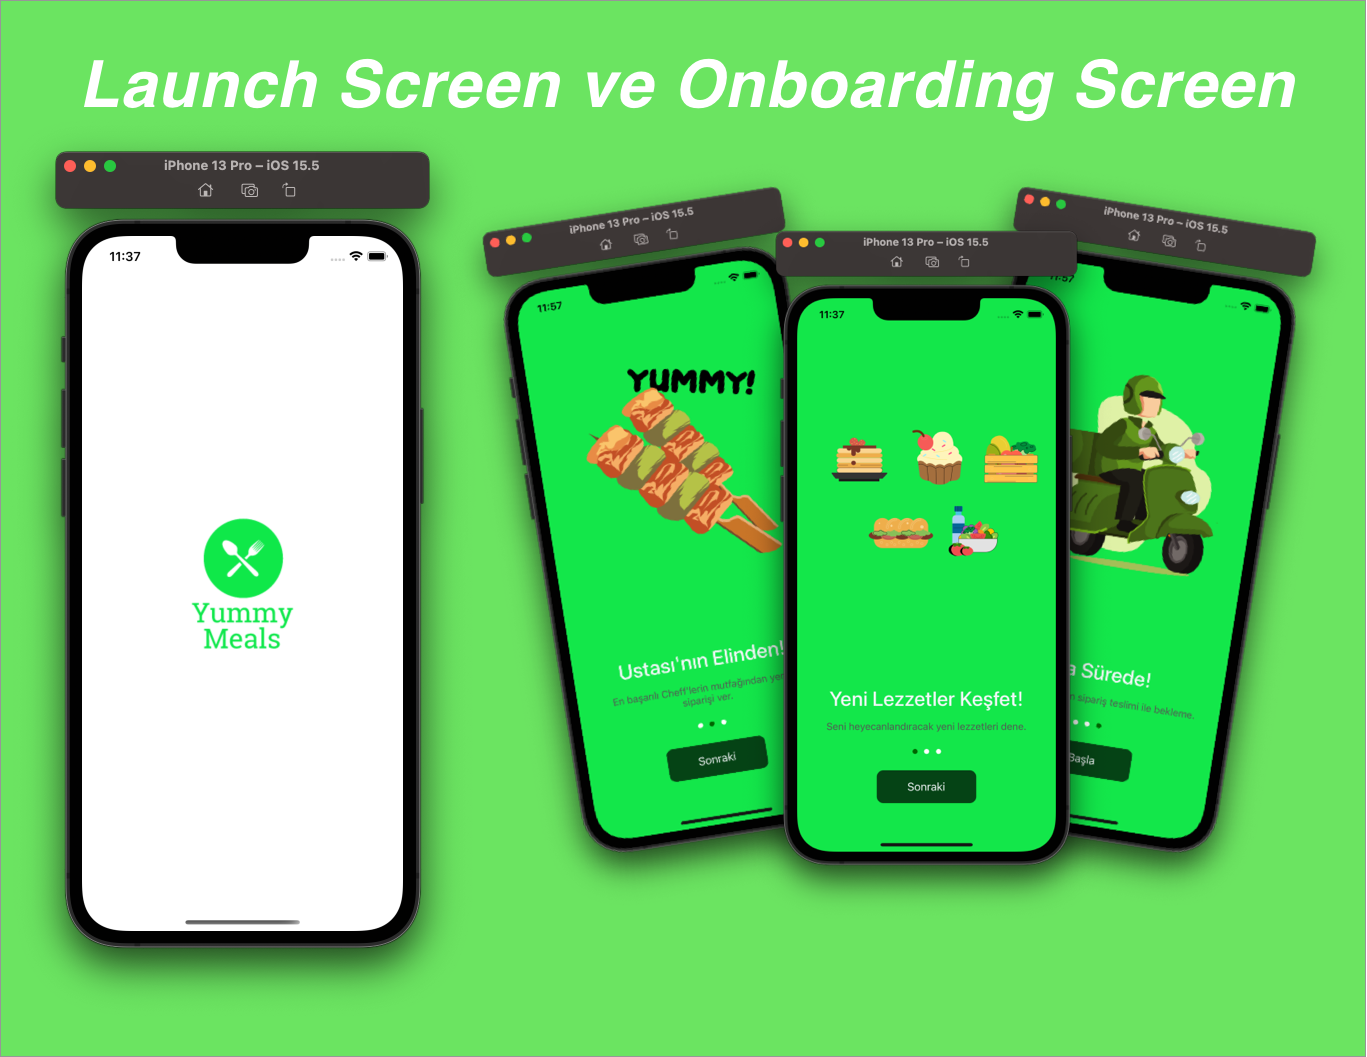 Launch Screen ve Onboarding Screen
iPhone 13 Pro – iOS 15.5
11:37
Yummy
Meals
iPhone 13 Pro – iOS 15.5
11:57
YUMMY!
Ustası'nın Elinden!
En başarılı Cheff'lerin mutfağından
siparişi ver.
Sonraki
iPhone 13 Pro – iOS 15.5
11:37
Yeni Lezzetler Keşfet!
Seni heyecanlandıracak yeni lezzetleri dene.
Sonraki
iPhone 13 Pro – iOS 15.5
11:57
Sürede!
sipariş teslimi ile bekleme.
Başla